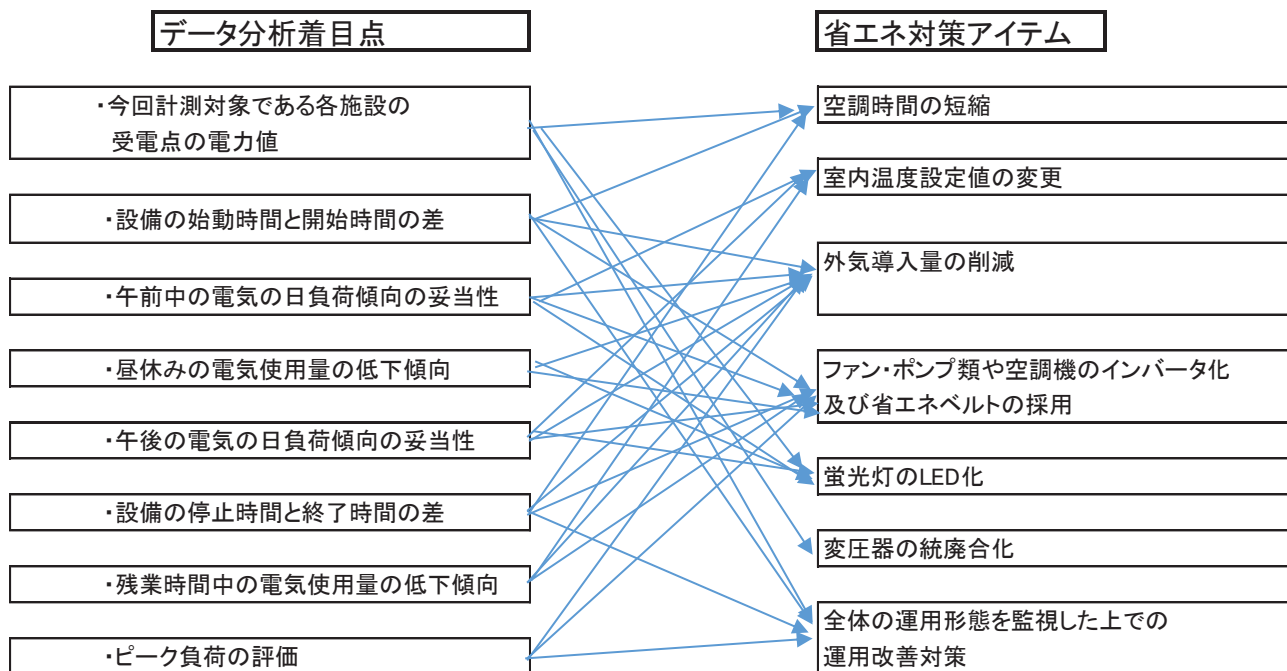 データ分析着目点
省エネ対策アイテム
・今回計測対象である各施設の
受電点の電力値
・設備の始動時間と開始時間の差
・午前中の電気の日負荷傾向の妥当性
・昼休みの電気使用量の低下傾向
・午後の電気の日負荷傾向の妥当性
・設備の停止時間と終了時間の差
・残業時間中の電気使用量の低下傾向
・ピーク負荷の評価
空調時間の短縮
室内温度設定値の変更
外気導入量の削減
ファン・ポンプ類や空調機のインバータ化
及び省エネベルトの採用
蛍光灯のLED化
変圧器の統廃合化
全体の運用形態を監視した上での
運用改善対策